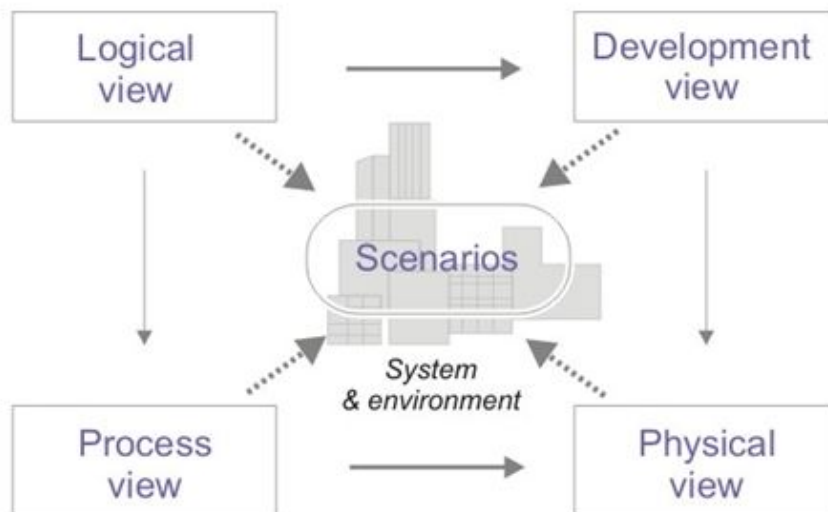 Logical
view
Development
view
Scenarios
System
& environment
Process
view
Physical
view